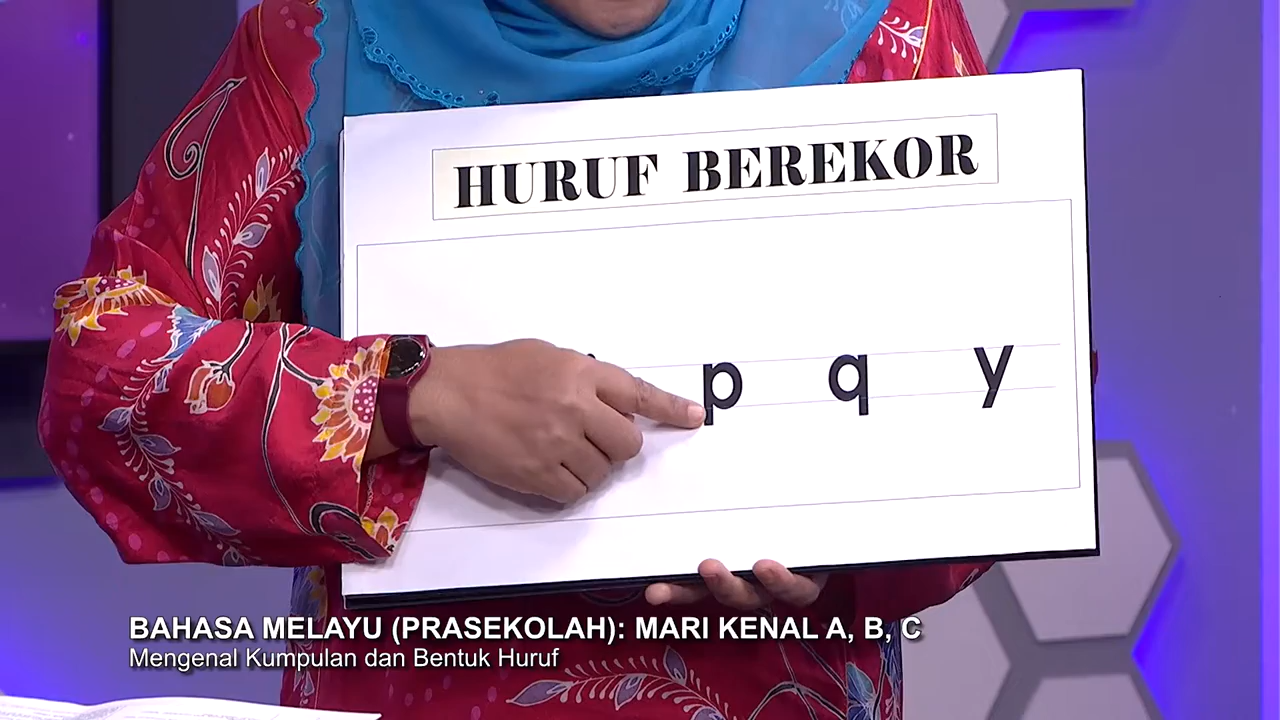 HURUF BEREKOR
p q y
BAHASA MELAYU (PRASEKOLAH): MARI KENAL A, B, C
Mengenal Kumpulan dan Bentuk Huruf